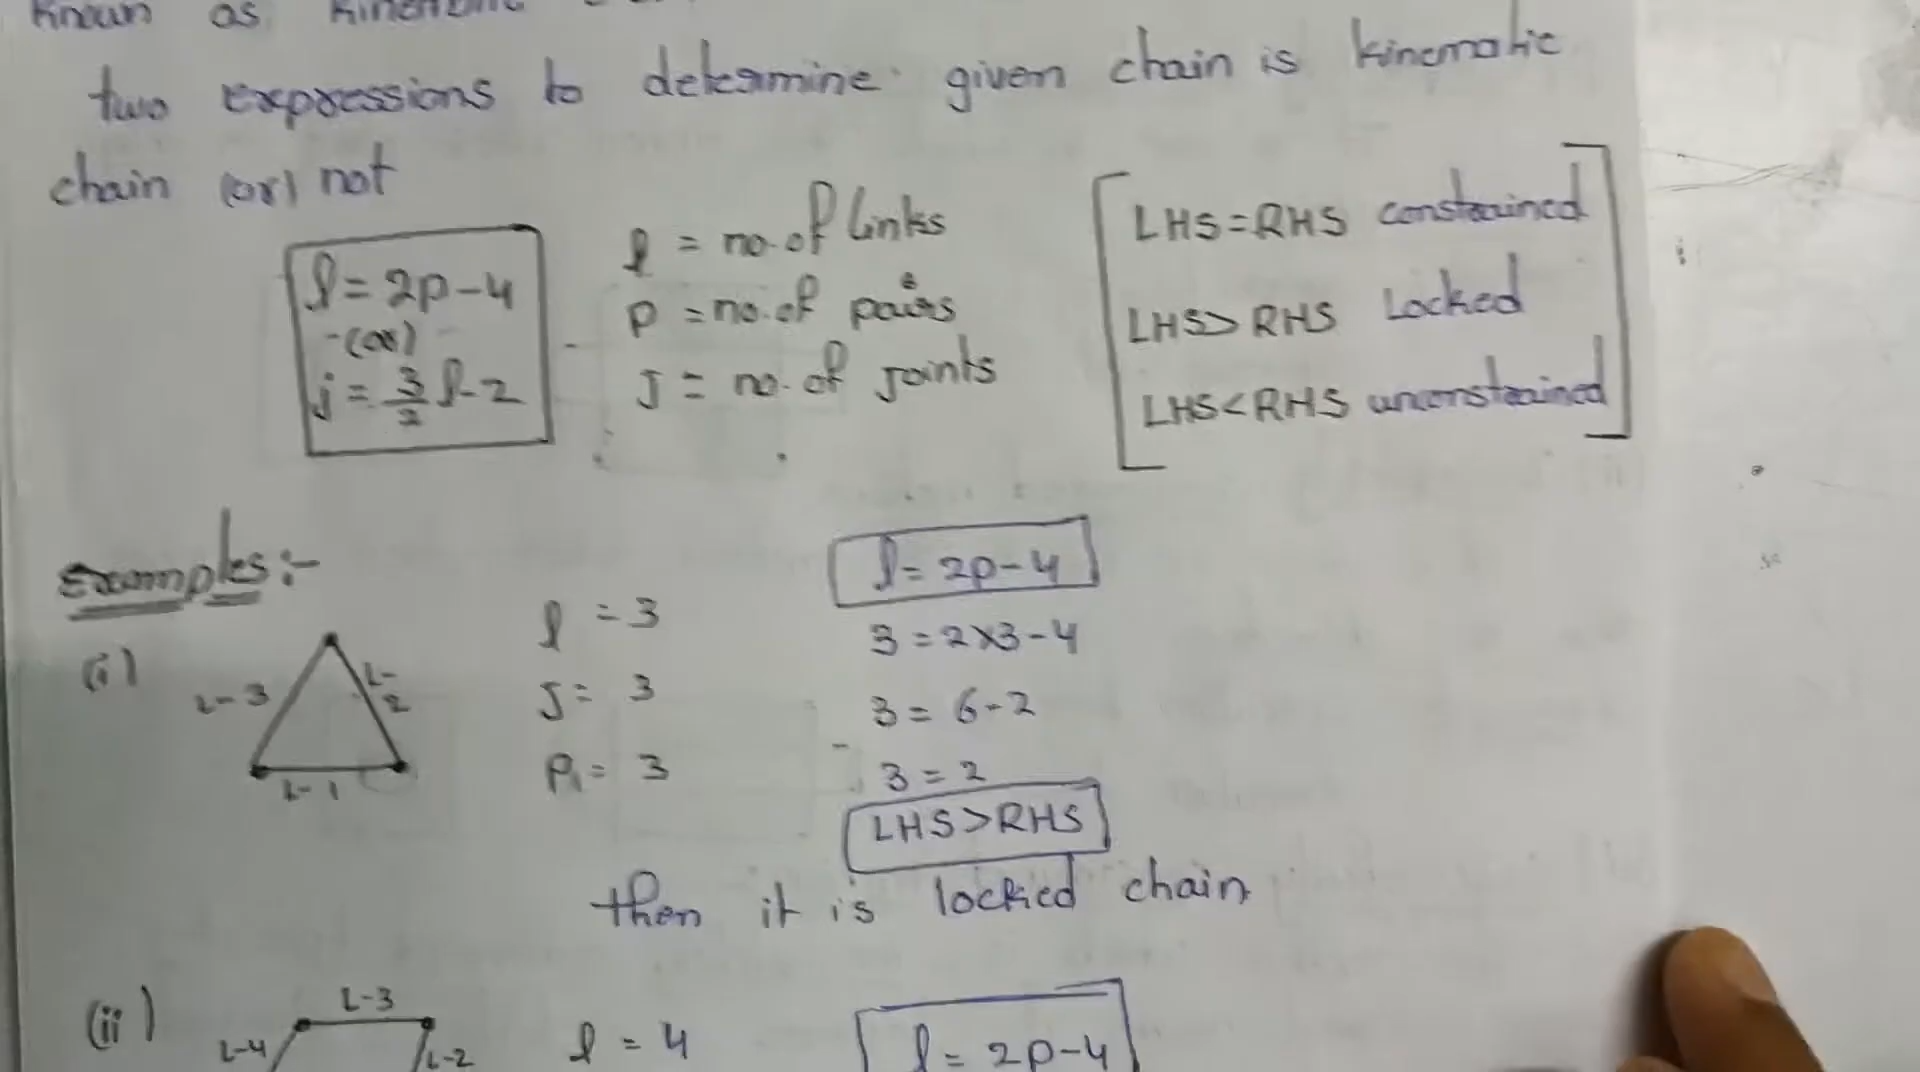 known as
two expressions to determine given chain is kinematic
chain (or) not
l = 2p-4
-(or)-
j = 3/2 l-2
l = no. of links
p = no. of pairs
J = no. of joints
LHS = RHS constrained
LHS > RHS Locked
LHS < RHS unconstrained
Examples:-
(i)
L-3
L-2
L-1
l = 3
J = 3
P = 3
l = 2p-4
3 = 2x3-4
3 = 6-2
3 = 2
LHS > RHS
then it is locked chain
(ii)
L-3
L-4
L-2
l = 4
l = 2p-4